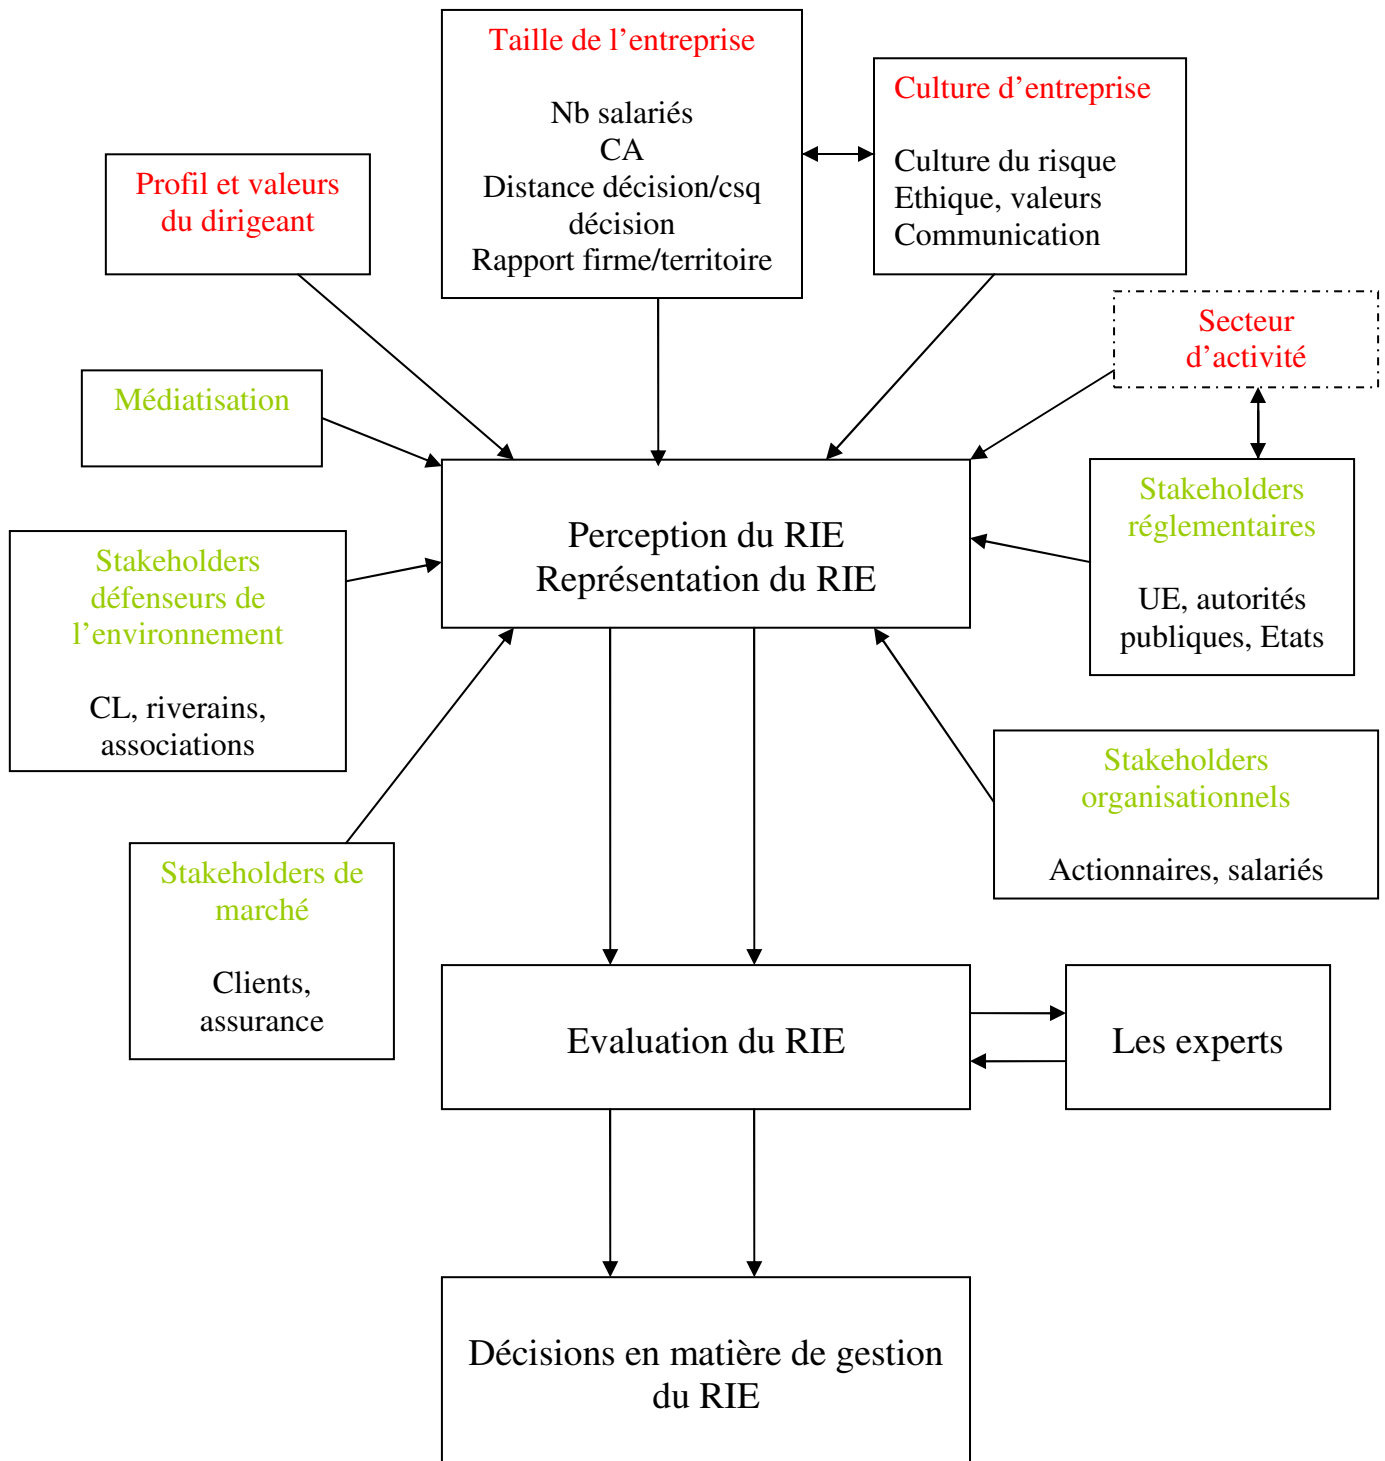 Taille de l’entreprise
Nb salariés
CA
Distance décision/csq
décision
Rapport firme/territoire
Culture d’entreprise
Culture du risque
Ethique, valeurs
Communication
Profil et valeurs
du dirigeant
Secteur
d’activité
Médiatisation
Stakeholders
réglementaires
UE, autorités
publiques, Etats
Perception du RIE
Représentation du RIE
Stakeholders
défenseurs de
l’environnement
CL, riverains,
associations
Stakeholders
organisationnels
Actionnaires, salariés
Stakeholders de
marché
Clients,
assurance
Evaluation du RIE
Les experts
Décisions en matière de gestion
du RIE